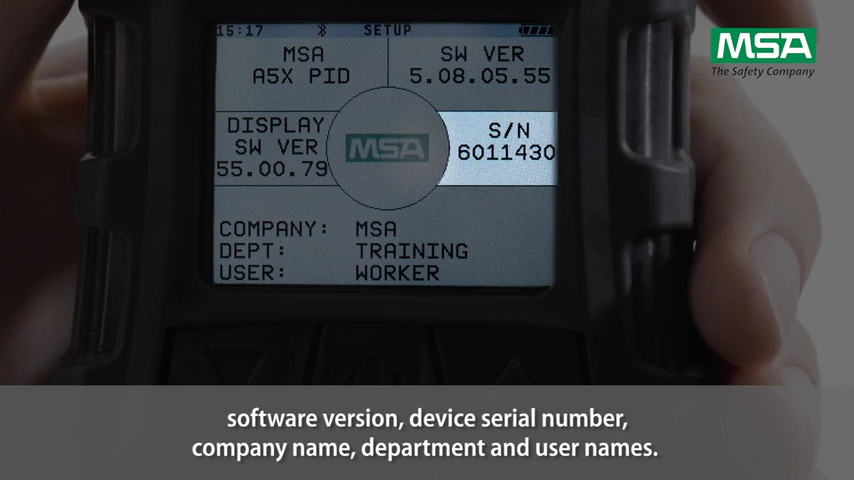 15:17 SETUP
MSA
A5X PID
SW VER
5.08.05.55
DISPLAY
SW VER
55.00.79
MSA
S/N
6011430
COMPANY: MSA
DEPT: TRAINING
USER: WORKER
MSA
The Safety Company
software version, device serial number,
company name, department and user names.